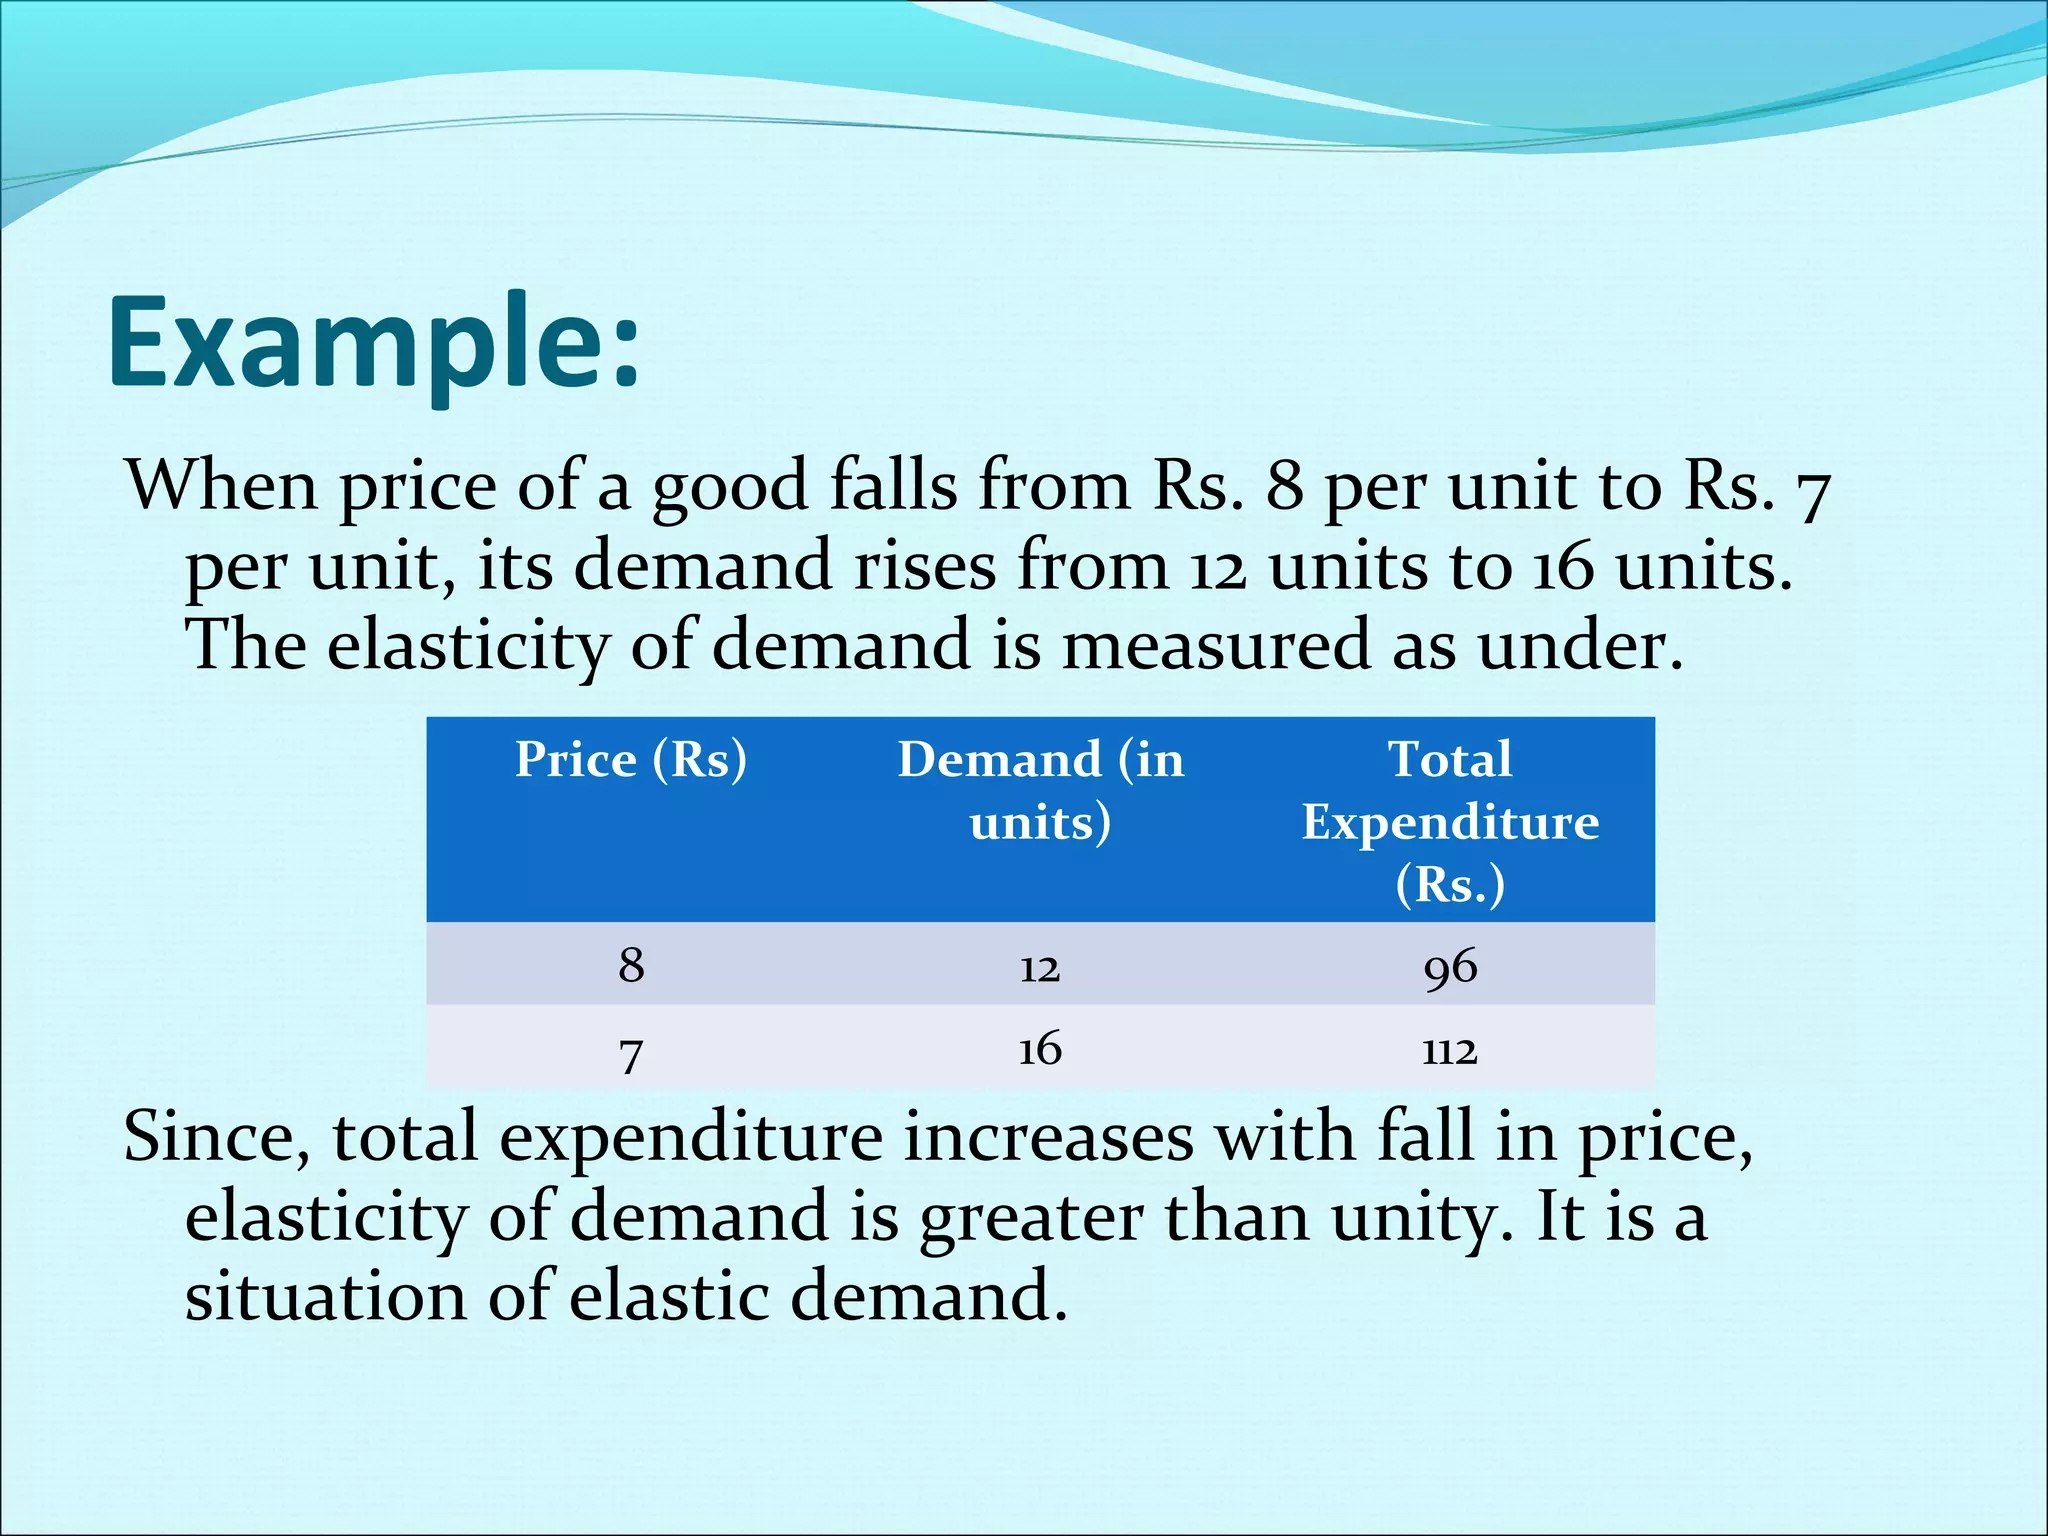 Example:
When price of a good falls from Rs. 8 per unit to Rs. 7
per unit, its demand rises from 12 units to 16 units.
The elasticity of demand is measured as under.
Price (Rs) Demand (in Total
units) Expenditure
(Rs.)
8 12 96
7 16 112
Since, total expenditure increases with fall in price,
elasticity of demand is greater than unity. It is a
situation of elastic demand.